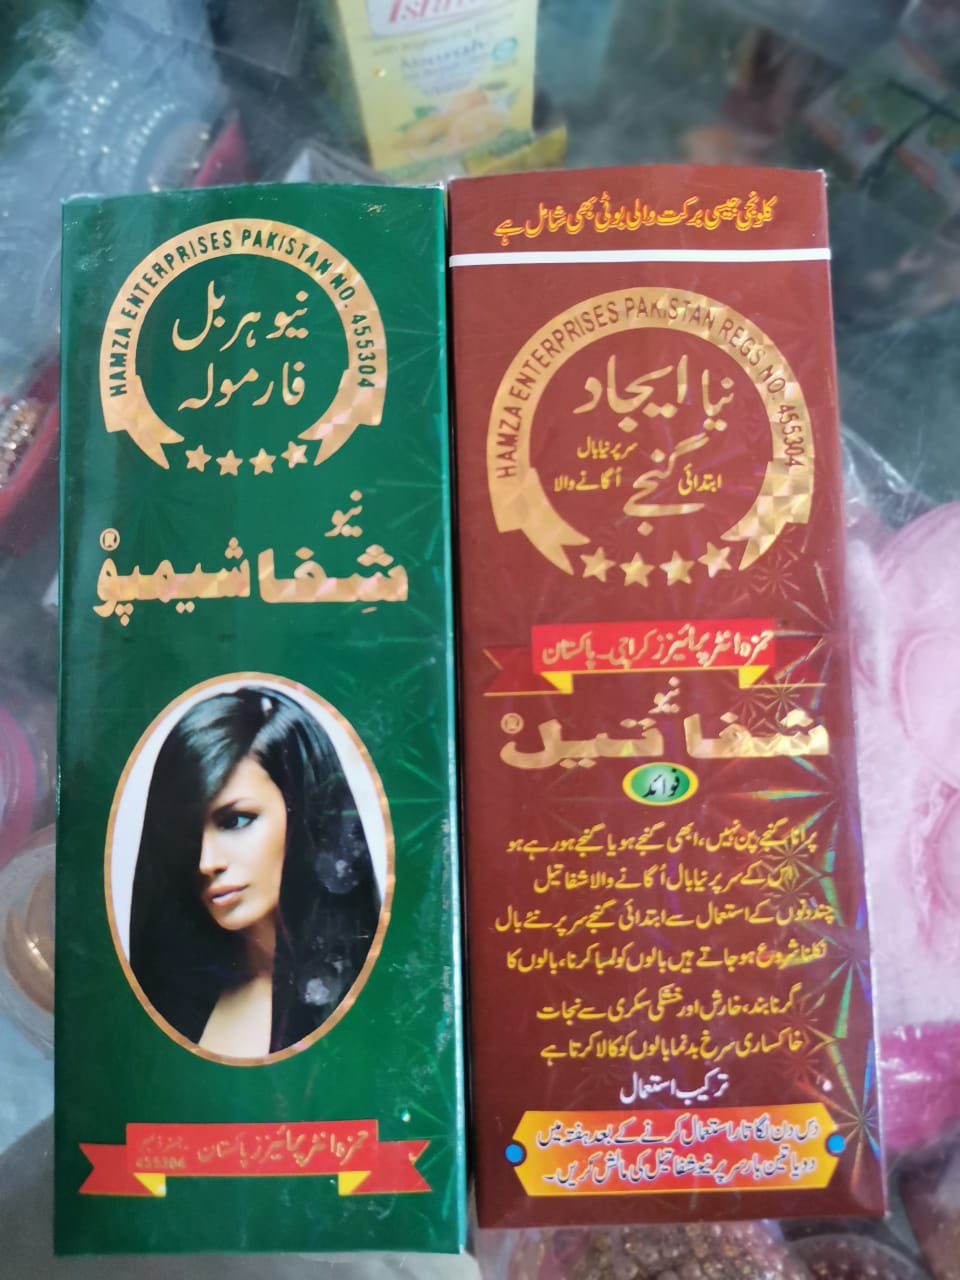 HAMZA ENTERPRISES PAKISTAN NO. 455304
نیو ہربل
فارمولہ
نیو
شفا شیمپو®
حمزہ انٹرپرائیزز پاکستان
455304
کلونجی جیسی برکت والی بوٹی بھی شامل ہے
HAMZA ENTERPRISES PAKISTAN REGS NO. 455304
نیا ایجاد
سر پر نیا بال
ابتدائی گنجے اُگانے والا
حمزہ انٹرپرائیزز کراچی۔ پاکستان
نیو
شفا تیل®
فوائد
پرانا گنجے پن نہیں، ابھی گنجے ہو یا گنجے ہو رہے ہو
اس کے سر پر نیا بال اُگانے والا شفا تیل
چند دنوں کے استعمال سے ابتدائی گنجے سر پر نئے بال
نکلنا شروع ہو جاتے ہیں بالوں کو لمبا کرنا، بالوں کا
گرنا بند، خارش اور خشکی سکری سے نجات
خاکساری سرخ بدنما بالوں کو کالا کرتا ہے
ترکیب استعمال
دس دن لگا تار استعمال کرنے کے بعد ہفتہ میں
دو یا تین بار سر پر نیو شفا تیل کی مالش کریں۔